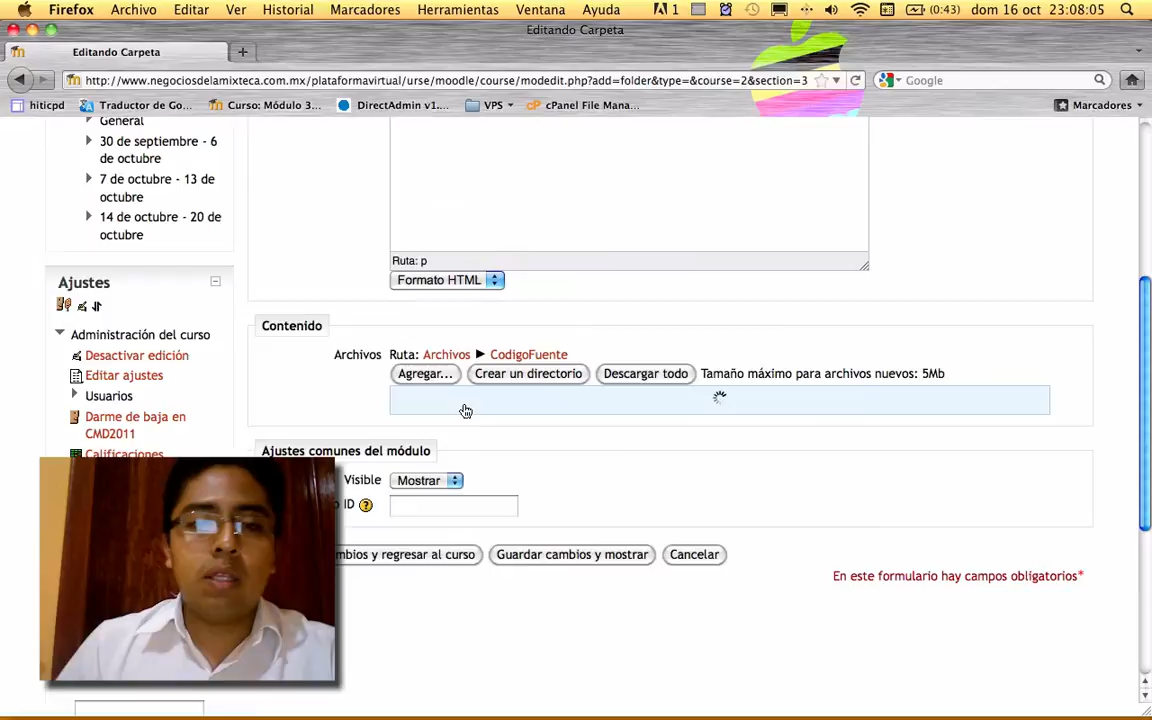 Firefox Archivo Editar Ver Historial Marcadores Herramientas Ventana Ayuda 1 (0:43) dom 16 oct 23:08:05
Editando Carpeta
Editando Carpeta
http://www.negociosdelamixteca.com.mx/plataformavirtual/urse/moodle/course/modedit.php?add=folder&type=&course=2&section=3 Google
hiticpd Traductor de Go... Curso: Módulo 3... DirectAdmin v1.... VPS cPanel File Mana... Marcadores
General
30 de septiembre - 6
de octubre
7 de octubre - 13 de
octubre
14 de octubre - 20 de
octubre
Ruta: p
Formato HTML
Ajustes
Administración del curso
Desactivar edición
Editar ajustes
Usuarios
Darme de baja en
CMD2011
Calificaciones
Contenido
Archivos Ruta: Archivos ► CodigoFuente
Agregar... Crear un directorio Descargar todo Tamaño máximo para archivos nuevos: 5Mb
Ajustes comunes del módulo
Visible Mostrar
ID
mbios y regresar al curso Guardar cambios y mostrar Cancelar
En este formulario hay campos obligatorios*